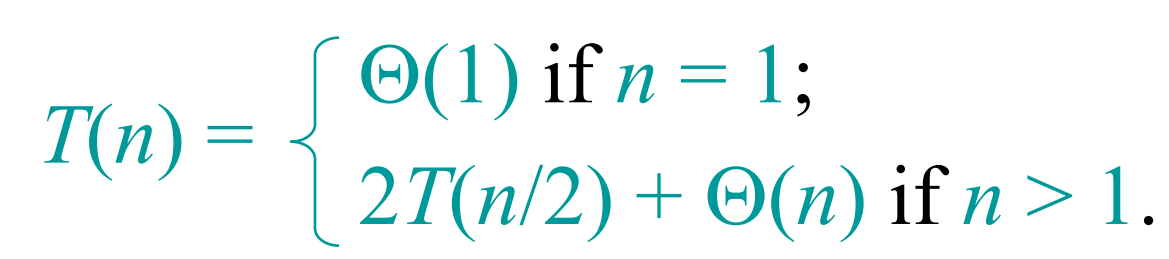 Θ(1) if n = 1;
T(n) = {
2T(n/2) + Θ(n) if n > 1.